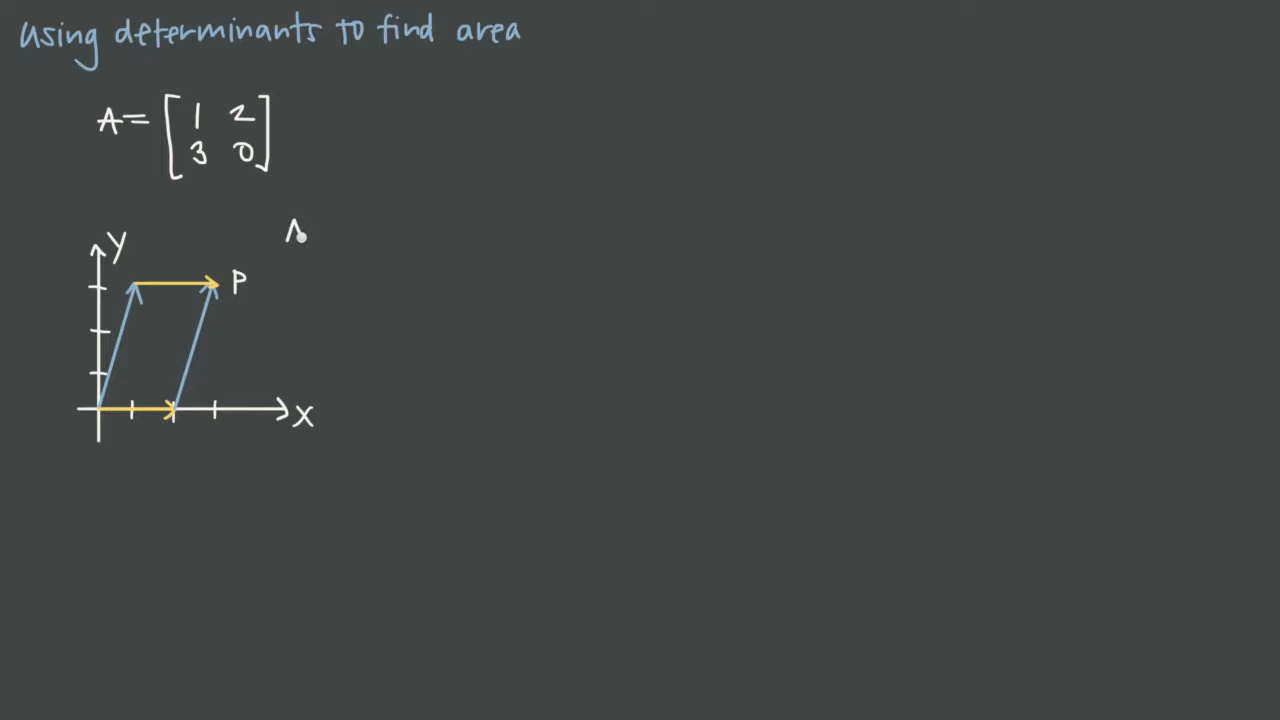 using determinants to find area
A = [1 2
3 0]
y
P
x